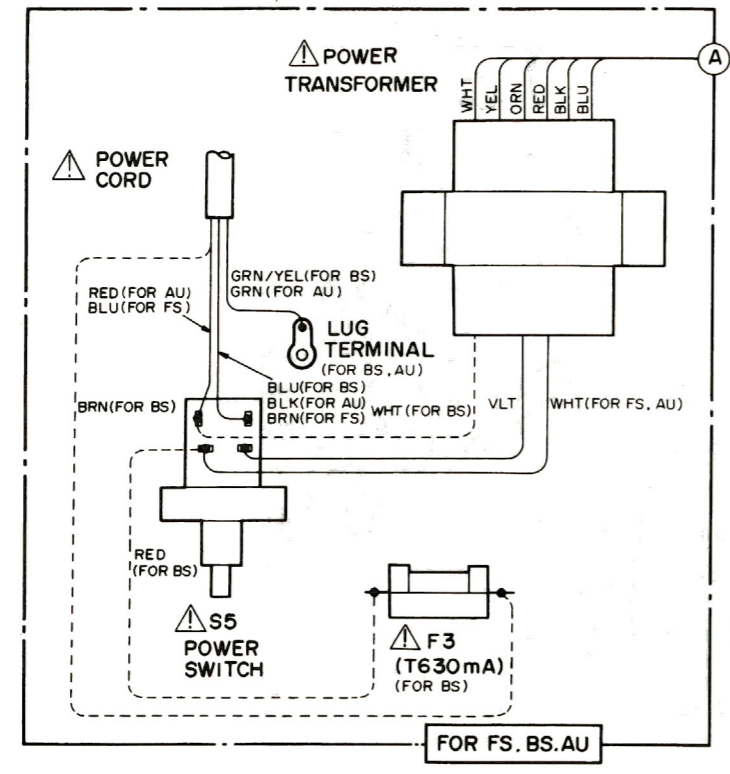 ⚠ POWER
TRANSFORMER
WHT
YEL
ORN
RED
BLK
BLU
A
⚠ POWER
CORD
GRN/YEL(FOR BS)
GRN(FOR AU)
RED(FOR AU)
BLU(FOR FS)
LUG
TERMINAL
(FOR BS, AU)
BLU(FOR BS)
BLK(FOR AU)
BRN(FOR FS)
BRN(FOR BS)
WHT(FOR BS)
VLT
WHT(FOR FS, AU)
RED
(FOR BS)
⚠ S5
POWER
SWITCH
⚠ F3
(T630mA)
(FOR BS)
FOR FS, BS, AU